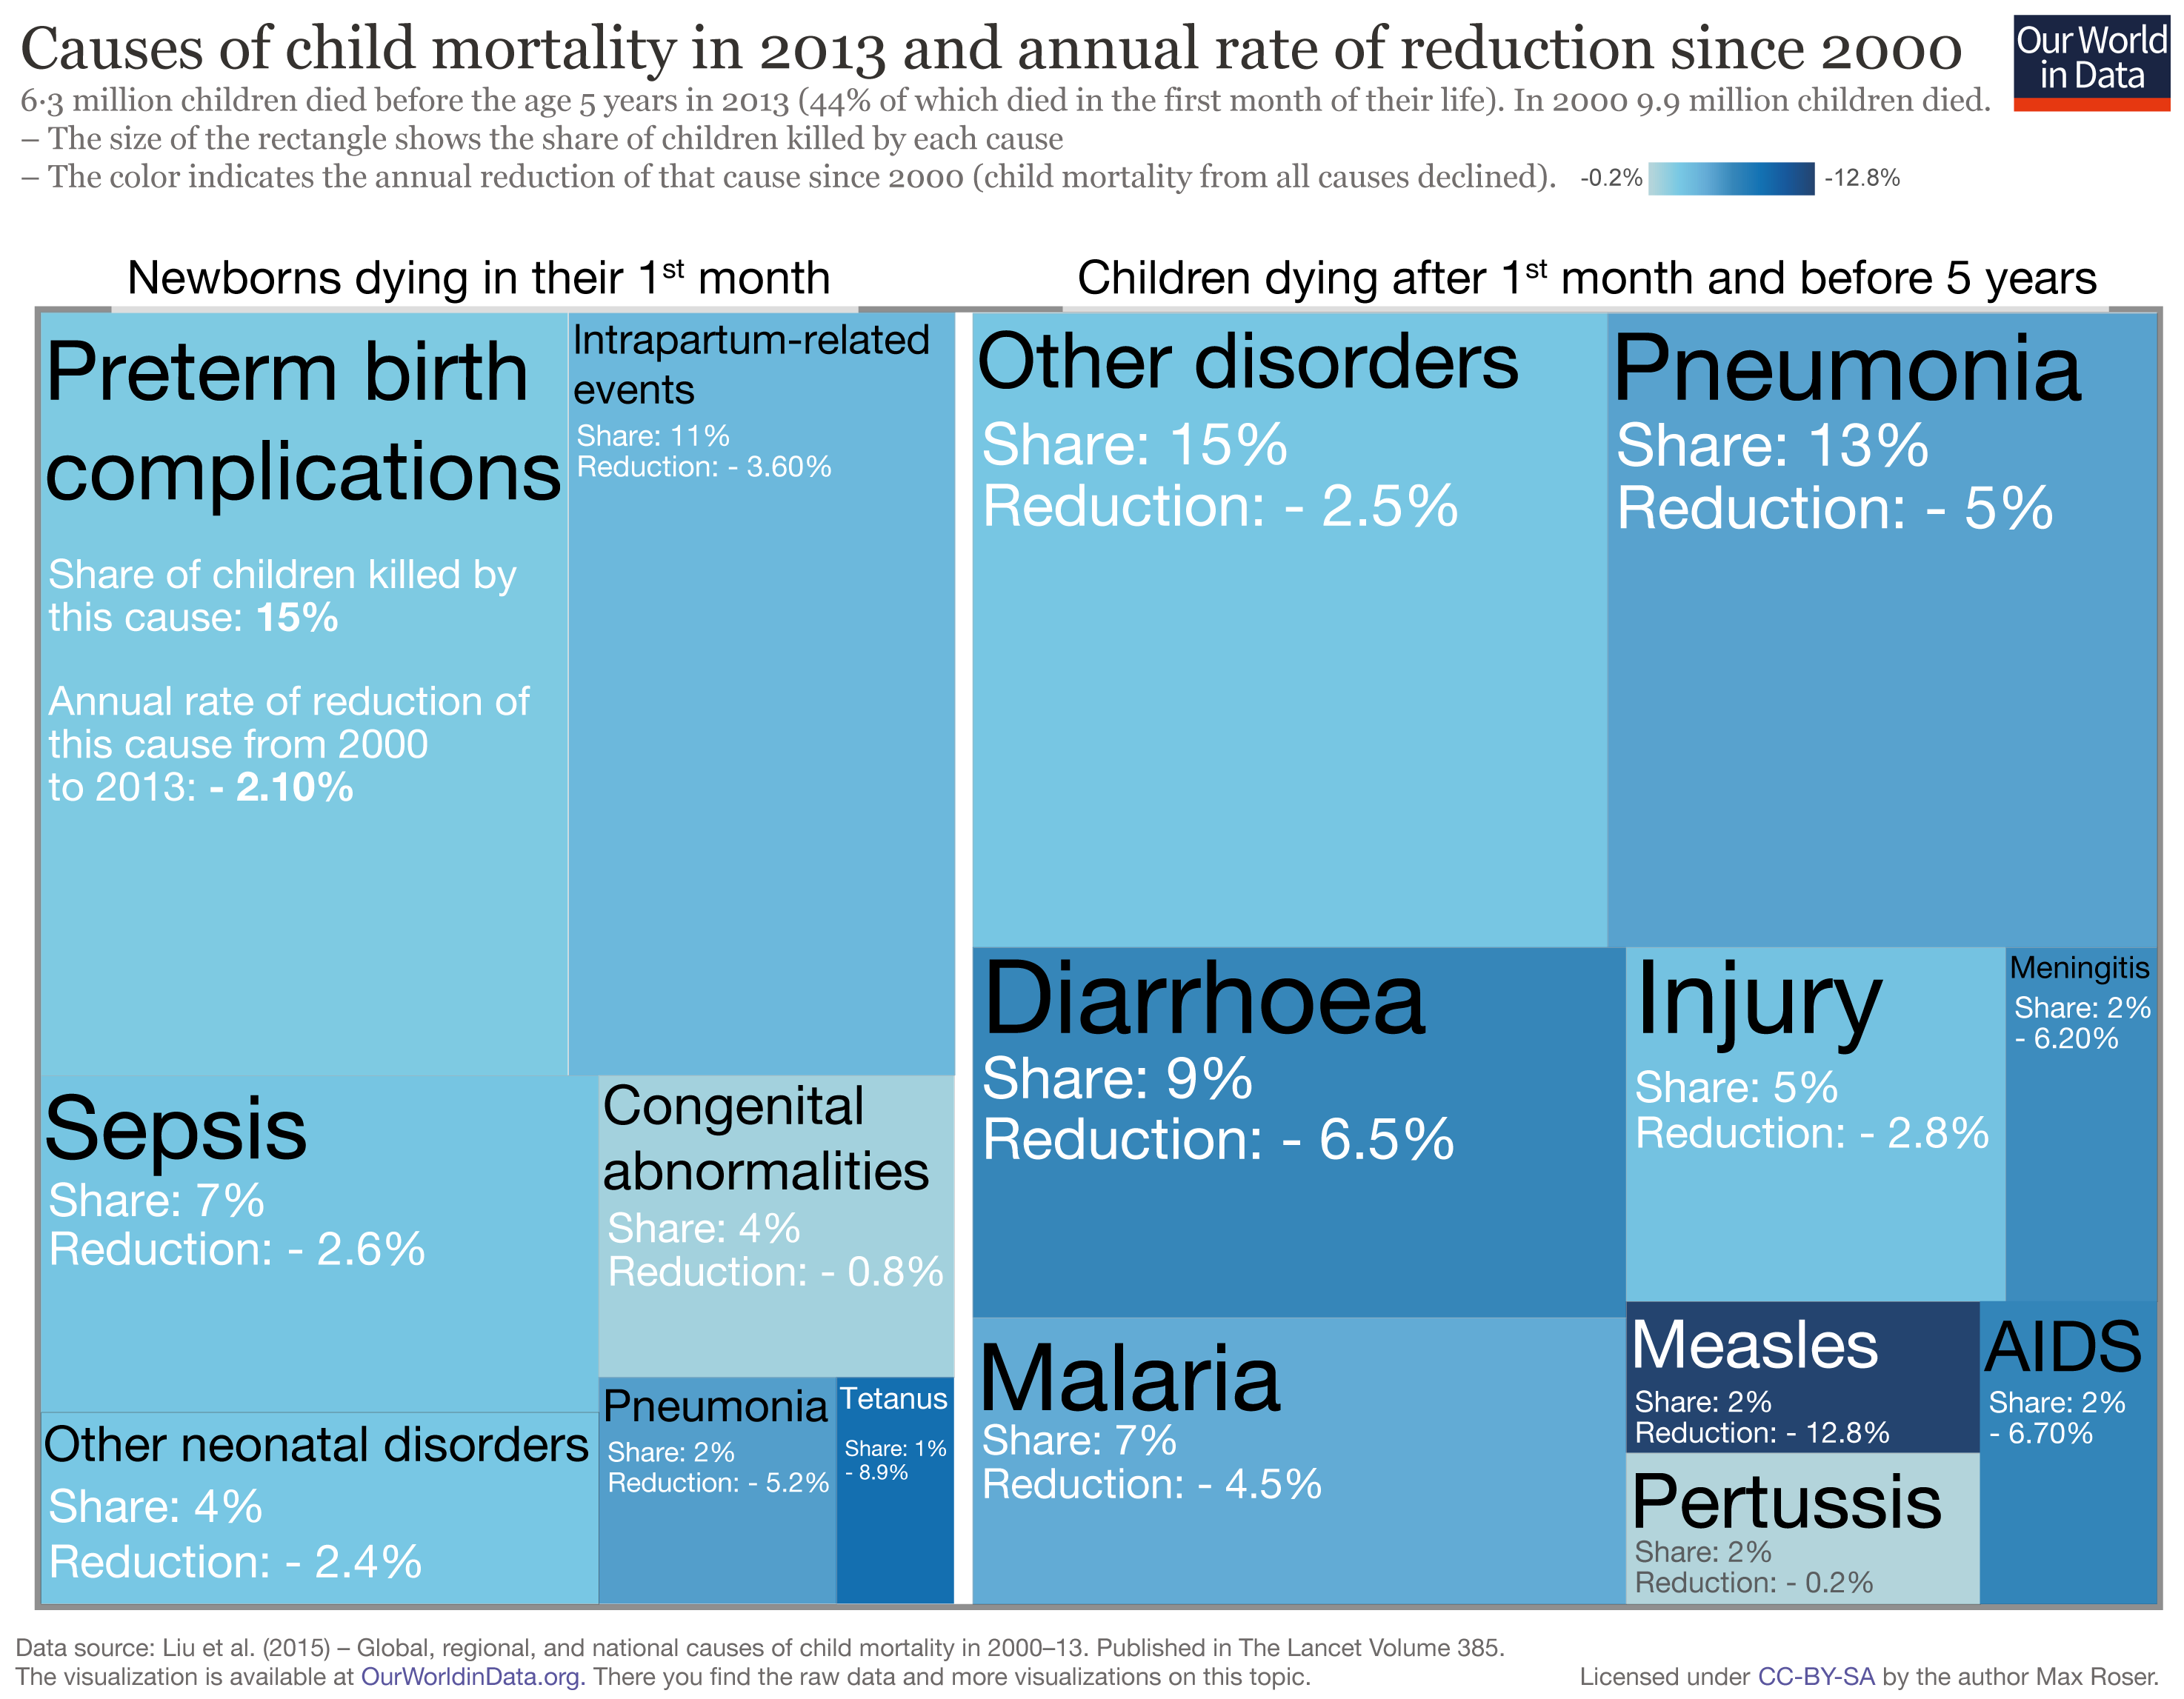 Causes of child mortality in 2013 and annual rate of reduction since 2000
Our World
in Data
6·3 million children died before the age 5 years in 2013 (44% of which died in the first month of their life). In 2000 9.9 million children died.
– The size of the rectangle shows the share of children killed by each cause
– The color indicates the annual reduction of that cause since 2000 (child mortality from all causes declined).
-0.2%
-12.8%
Newborns dying in their 1st month
Preterm birth
complications
Share of children killed by
this cause: 15%
Annual rate of reduction of
this cause from 2000
to 2013: - 2.10%
Intrapartum-related
events
Share: 11%
Reduction: - 3.60%
Sepsis
Share: 7%
Reduction: - 2.6%
Congenital
abnormalities
Share: 4%
Reduction: - 0.8%
Other neonatal disorders
Share: 4%
Reduction: - 2.4%
Pneumonia
Share: 2%
Reduction: - 5.2%
Tetanus
Share: 1%
- 8.9%
Children dying after 1st month and before 5 years
Other disorders
Share: 15%
Reduction: - 2.5%
Pneumonia
Share: 13%
Reduction: - 5%
Diarrhoea
Share: 9%
Reduction: - 6.5%
Injury
Share: 5%
Reduction: - 2.8%
Meningitis
Share: 2%
- 6.20%
Malaria
Share: 7%
Reduction: - 4.5%
Measles
Share: 2%
Reduction: - 12.8%
AIDS
Share: 2%
- 6.70%
Pertussis
Share: 2%
Reduction: - 0.2%
Data source: Liu et al. (2015) – Global, regional, and national causes of child mortality in 2000–13. Published in The Lancet Volume 385.
The visualization is available at OurWorldinData.org. There you find the raw data and more visualizations on this topic.
Licensed under CC-BY-SA by the author Max Roser.